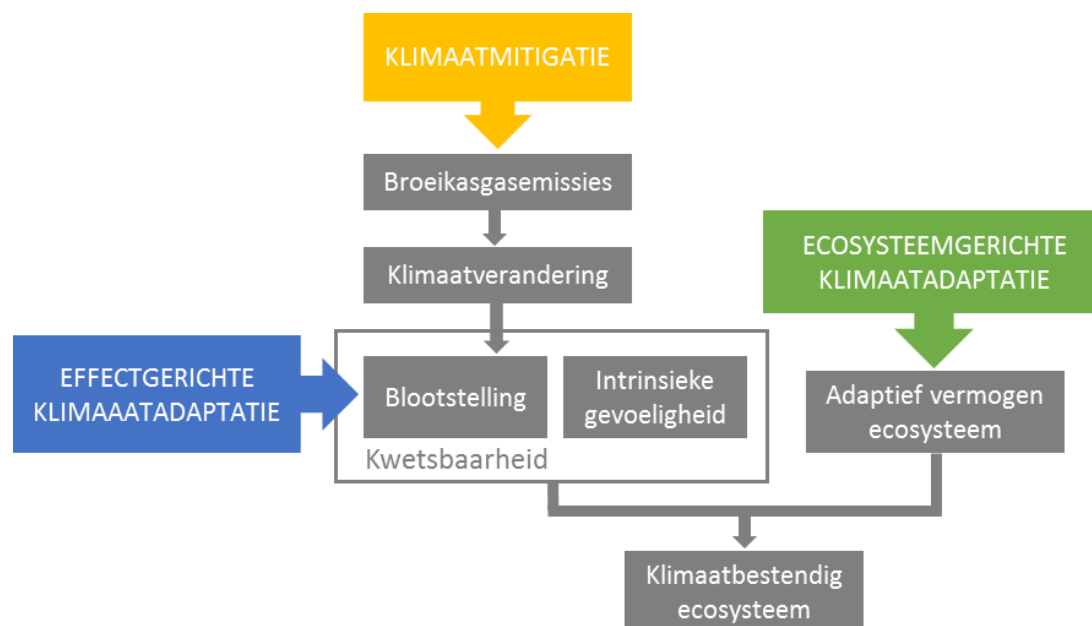 KLIMAATMITIGATIE
Broeikasgasemissies
Klimaatverandering
ECOSYSTEEMGERICHTE
KLIMAATADAPTATIE
EFFECTGERICHTE
KLIMAAATADAPTATIE
Blootstelling
Intrinsieke
gevoeligheid
Kwetsbaarheid
Adaptief vermogen
ecosysteem
Klimaatbestendig
ecosysteem